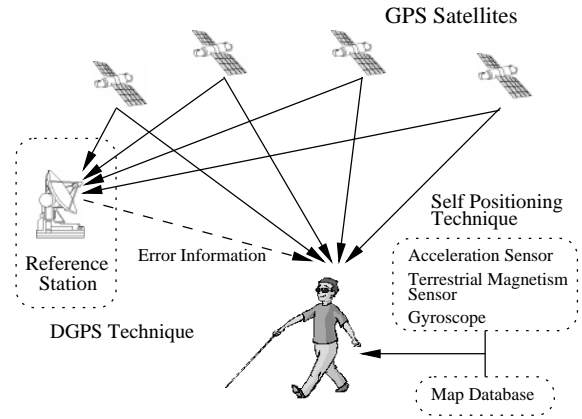 GPS Satellites
Self Positioning
Technique
Error Information
Reference
Station
Acceleration Sensor
Terrestrial Magnetism
Sensor
Gyroscope
DGPS Technique
Map Database